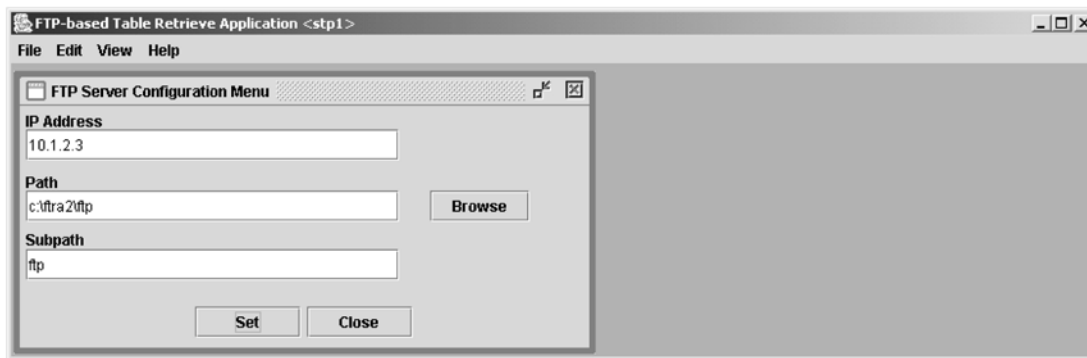 FTP-based Table Retrieve Application <stp1>
File Edit View Help
FTP Server Configuration Menu
IP Address
10.1.2.3
Path
c:\ftra2\ftp
Browse
Subpath
ftp
Set Close